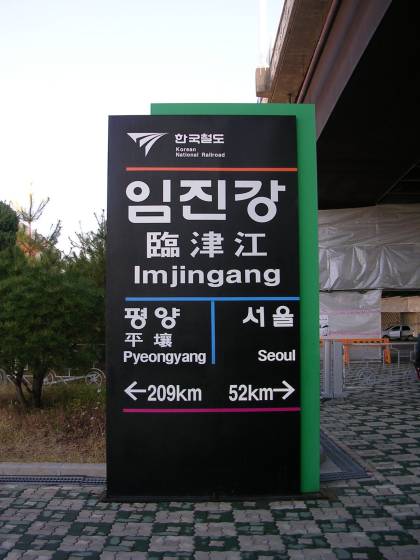 한국철도
Korean
National Railroad
임진강
臨津江
Imjingang
평양 서울
平壤
Pyeongyang Seoul
←209km 52km→